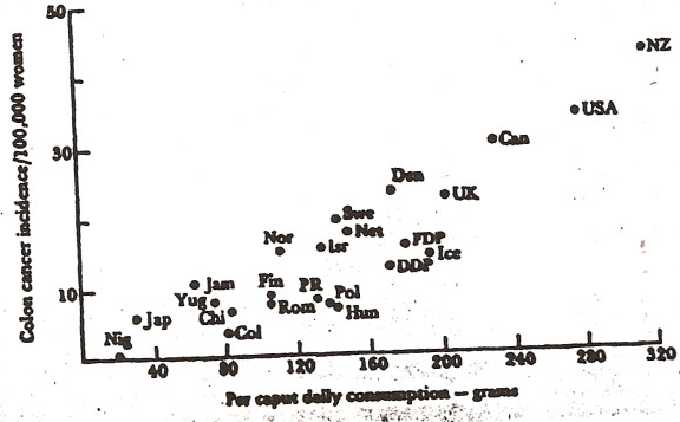 Colon cancer incidence/100,000 women
50
NZ
USA
30
Can
Den
UK
Swe
Net
Nor
Isr
FDP
Ice
DDP
Jam
Fin
PR
Pol
10
Yug
Rom
Hun
Jap
Chi
Col
Nig
40
80
120
160
200
240
280
320
Per caput daily consumption — grams